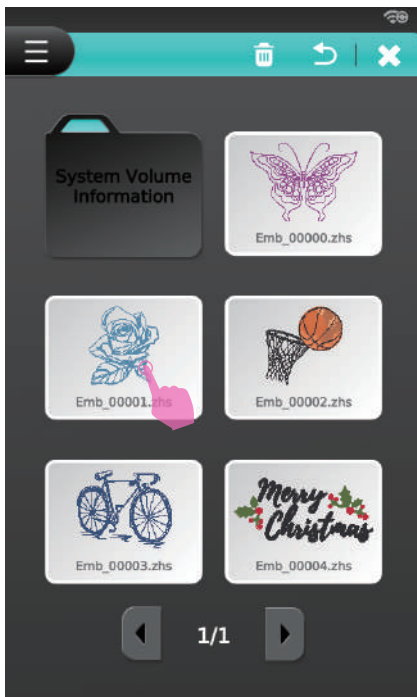 System Volume
Information
Emb_00000.zhs
Emb_00001.zhs
Emb_00002.zhs
Emb_00003.zhs
Merry
Christmas
Emb_00004.zhs
1/1